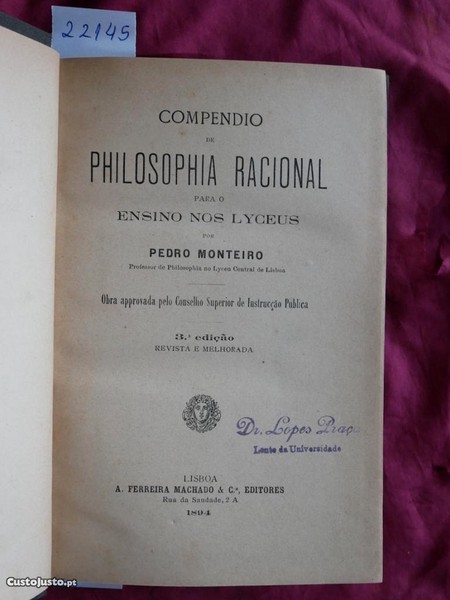 22145
COMPENDIO
DE
PHILOSOPHIA RACIONAL
PARA O
ENSINO NOS LYCEUS
POR
PEDRO MONTEIRO
Professor de Philosophia no Lyceu Central de Lisboa
Obra approvada pelo Conselho Superior de Instrucção Publica
3.ª edição
REVISTA E MELHORADA
Dr. Lopes Praç
Lente da Universidade
LISBOA
A. FERREIRA MACHADO & C.ª, EDITORES
Rua da Saudade, 2 A
1894
CustoJusto.pt